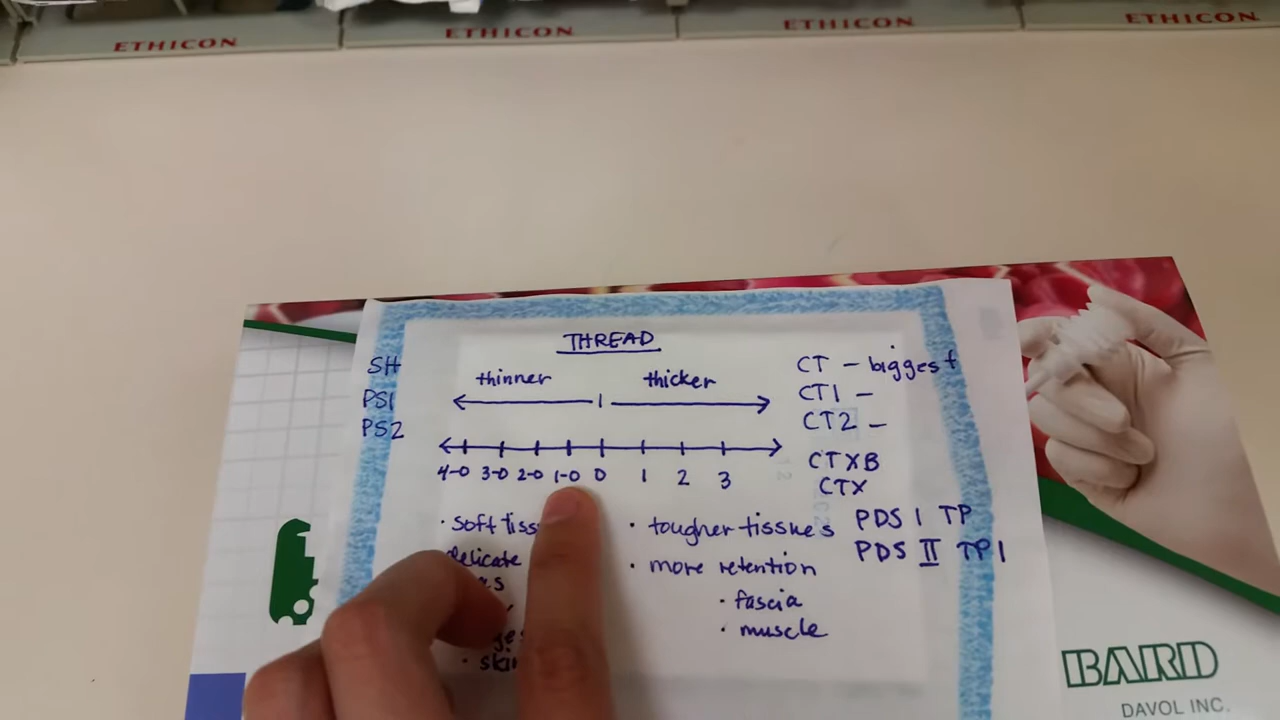 ETHICON
ETHICON
ETHICON
THREAD
SH
PS1
PS2
thinner
thicker
4-0 3-0 2-0 1-0 0 1 2 3
CT - biggest
CT1 -
CT2 -
CTXB
CTX
PDS I TP
PDS II TP1
· soft
delicate
· skin
· tougher tissues
· more retention
· fascia
· muscle
BARD
DAVOL INC.